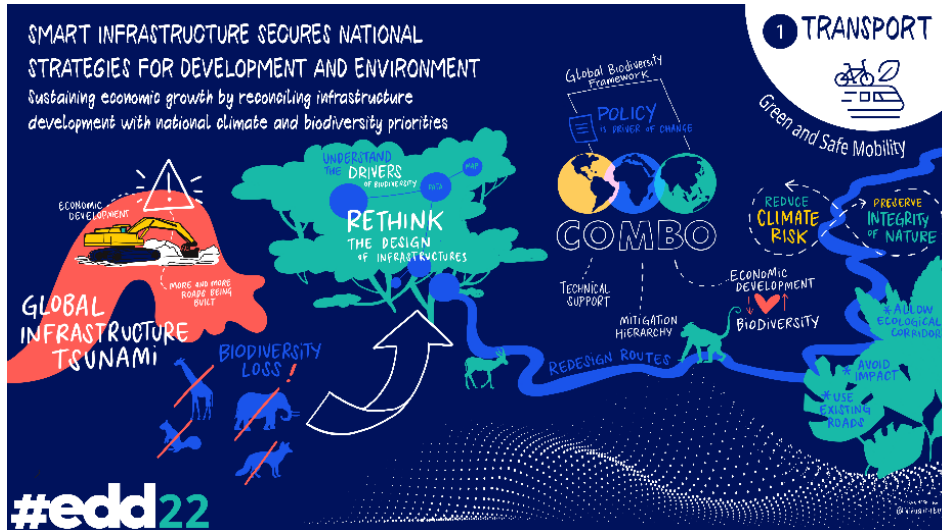 SMART INFRASTRUCTURE SECURES NATIONAL
STRATEGIES FOR DEVELOPMENT AND ENVIRONMENT
Sustaining economic growth by reconciling infrastructure
development with national climate and biodiversity priorities
1 TRANSPORT
Green and Safe Mobility
ECONOMIC
DEVELOPMENT
MORE AND MORE
ROADS BEING
BUILT
GLOBAL
INFRASTRUCTURE
TSUNAMi
BIODIVERSITY
LOSS !
UNDERSTAND
THE DRIVERS
OF BIODIVERSITY
DATA
MAP
RETHINK
THE DESIGN
OF INFRASTRUCTURES
Global Biodiversity
Framework
POLICY
IS DRIVER OF CHANGE
COMBO
TECHNICAL
SUPPORT
MITIGATION
HIERARCHY
ECONOMIC
DEVELOPMENT
BIODIVERSITY
REDUCE
CLIMATE
RISK
PRESERVE
INTEGRITY
OF NATURE
REDESIGN ROUTES
*ALLOW
ECOLOGICAL
CORRIDOR
* AVOID
IMPACT
*USE
EXISTING
ROADS
#edd22